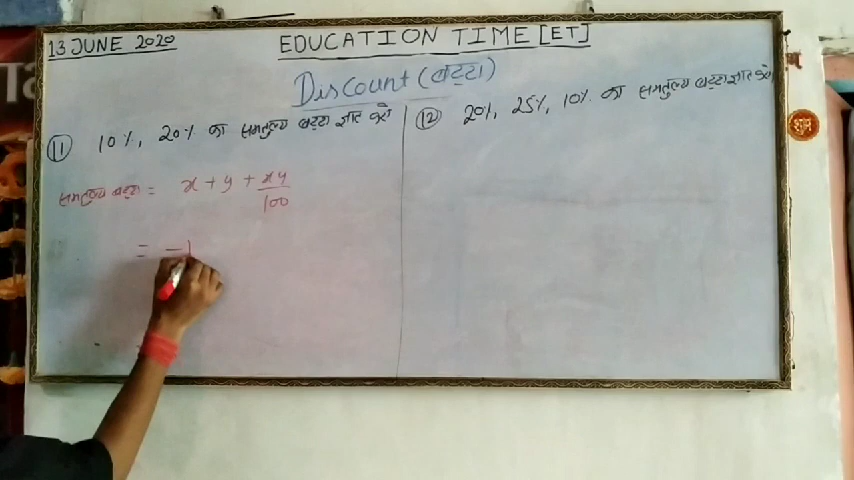 13 JUNE 2020
EDUCATION TIME [ET]
Discount (बट्टा)
(11) 10%, 20% का समतुल्य बट्टा ज्ञात करो
समतुल्य बट्टा = x + y + xy/100
= -1
(12) 20%, 25%, 10% का समतुल्य बट्टा ज्ञात करो